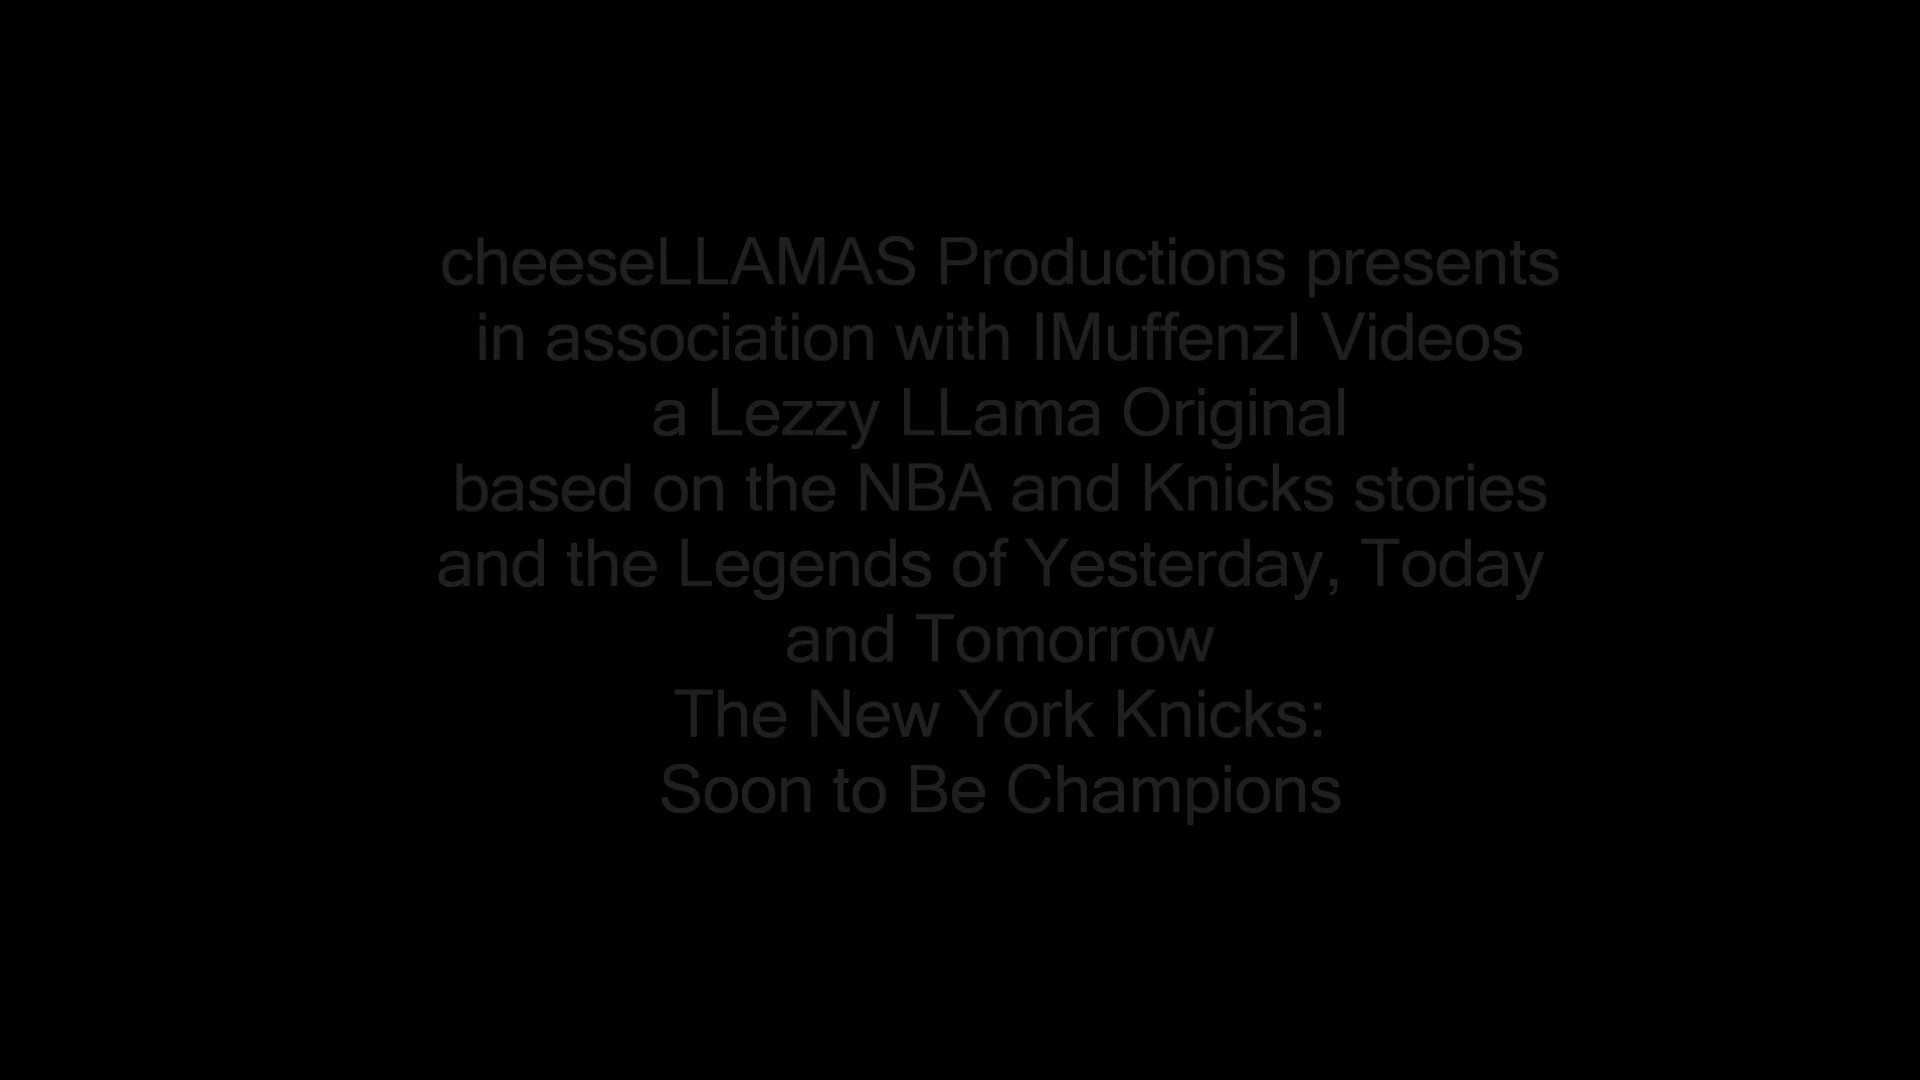 cheeseLLAMAS Productions presents
in association with IMuffenzI Videos
a Lezzy LLama Original
based on the NBA and Knicks stories
and the Legends of Yesterday, Today
and Tomorrow
The New York Knicks:
Soon to Be Champions